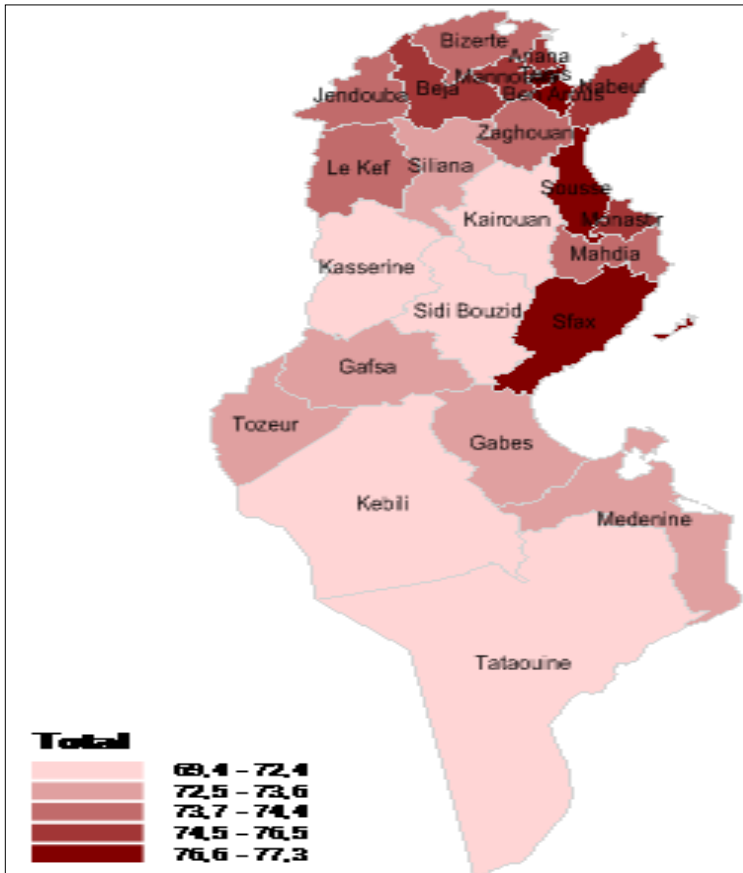 Bizerte
Ariana
Mannouba
Tunis
Jendouba
Beja
Ben Arous
Nabeul
Zaghouan
Le Kef
Siliana
Sousse
Kairouan
Monastir
Mahdia
Kasserine
Sidi Bouzid
Sfax
Gafsa
Tozeur
Gabes
Kebili
Medenine
Tataouine
Total
69,4 - 72,4
72,5 - 73,6
73,7 - 74,4
74,5 - 76,5
76,6 - 77,3